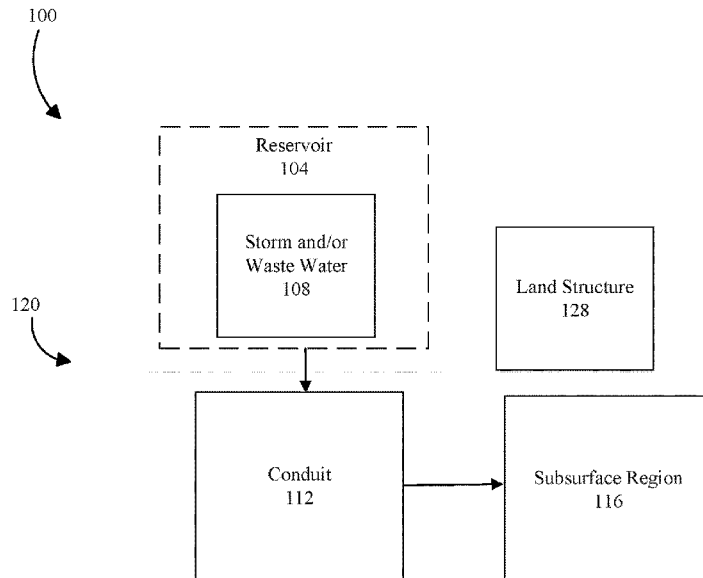 100
Reservoir
104
Storm and/or
Waste Water
108
Land Structure
128
120
Conduit
112
Subsurface Region
116